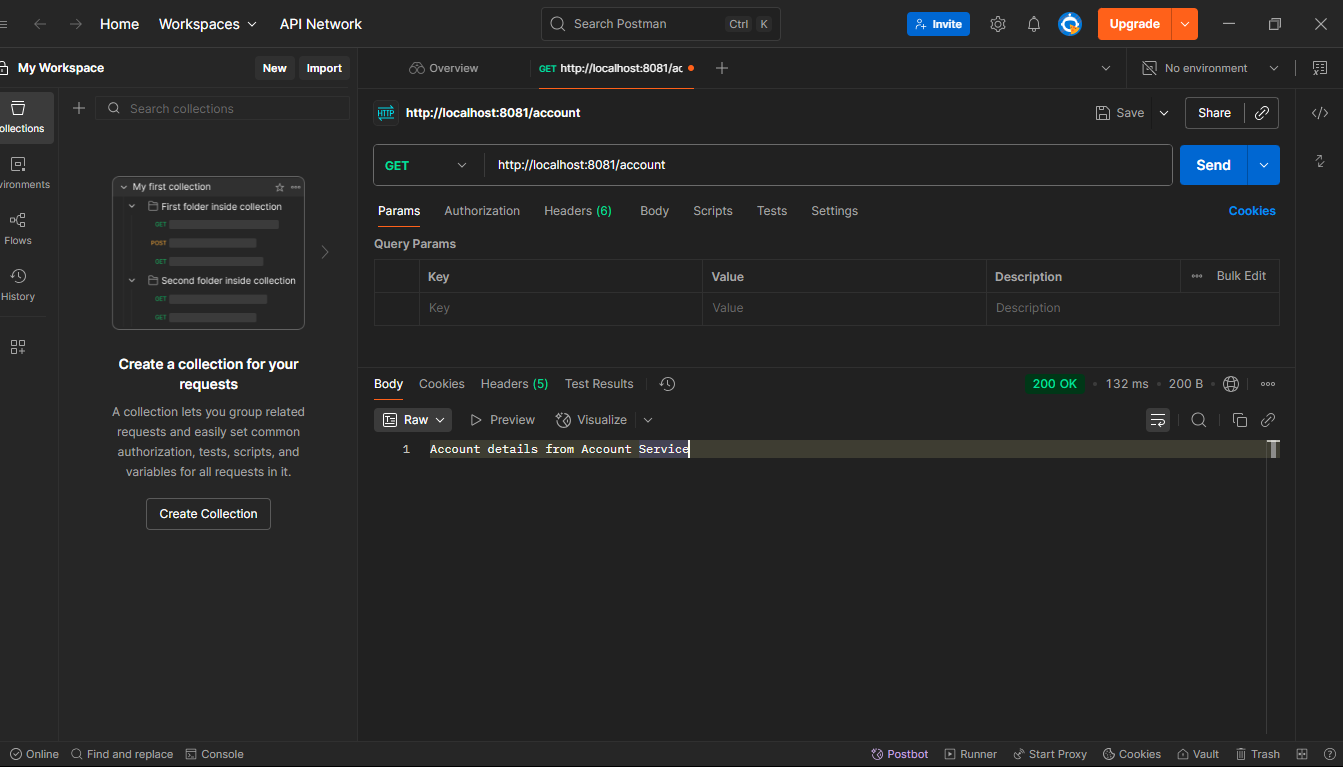 Home Workspaces API Network Search Postman Ctrl K Invite Upgrade
My Workspace New Import Overview GET http://localhost:8081/ac No environment
ollections Search collections
http://localhost:8081/account Save Share
vironments
GET http://localhost:8081/account Send
Flows
History
My first collection
First folder inside collection
GET
POST
GET
Second folder inside collection
GET
GET
Create a collection for your
requests
A collection lets you group related
requests and easily set common
authorization, tests, scripts, and
variables for all requests in it.
Create Collection
Params Authorization Headers (6) Body Scripts Tests Settings Cookies
Query Params
Key Value Description Bulk Edit
Key Value Description
Body Cookies Headers (5) Test Results 200 OK 132 ms 200 B
Raw Preview Visualize
1 Account details from Account Service
Online Find and replace Console Postbot Runner Start Proxy Cookies Vault Trash